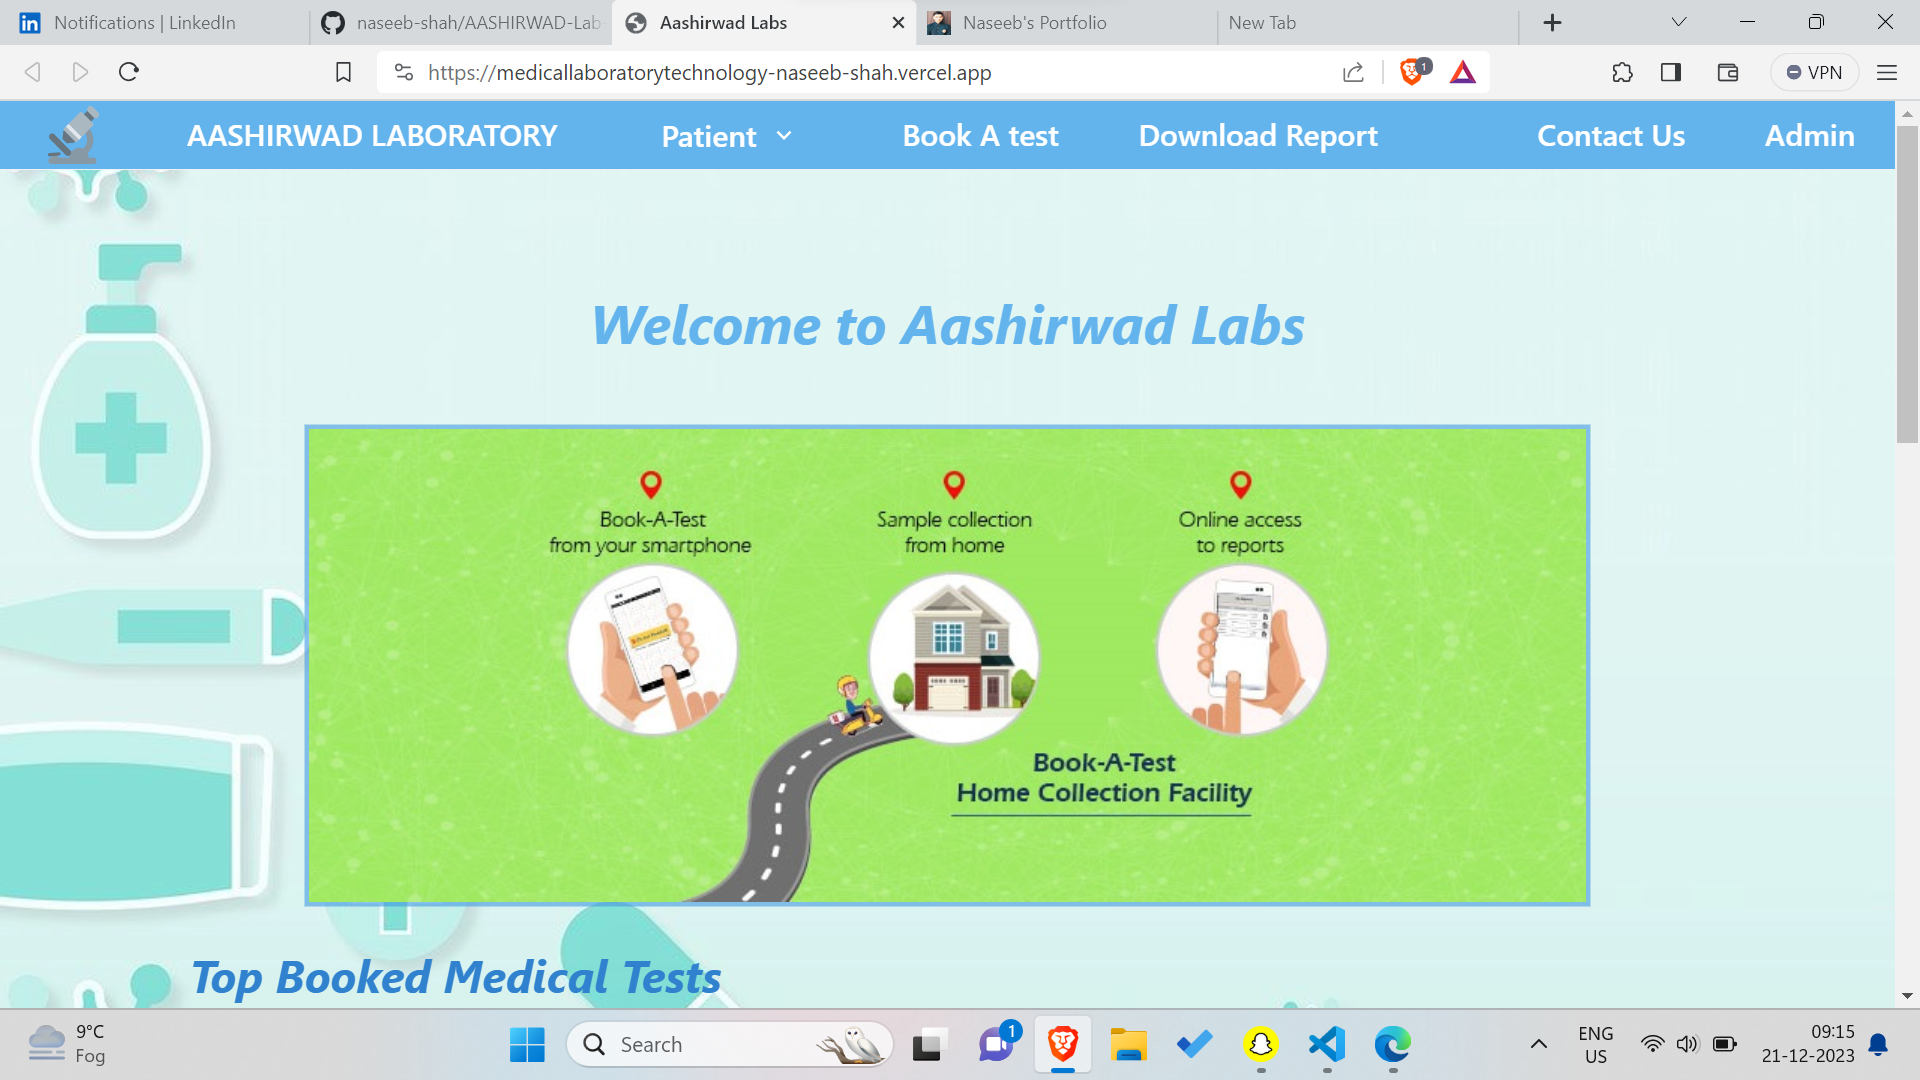 Notifications | LinkedIn
naseeb-shah/AASHIRWAD-Lab
Aashirwad Labs
Naseeb's Portfolio
New Tab
https://medicallaboratorytechnology-naseeb-shah.vercel.app
1
VPN
AASHIRWAD LABORATORY
Patient
Book A test
Download Report
Contact Us
Admin
Welcome to Aashirwad Labs
Book-A-Test
from your smartphone
Sample collection
from home
Online access
to reports
Book-A-Test
Home Collection Facility
Top Booked Medical Tests
9°C
Fog
Search
1
ENG
US
09:15
21-12-2023